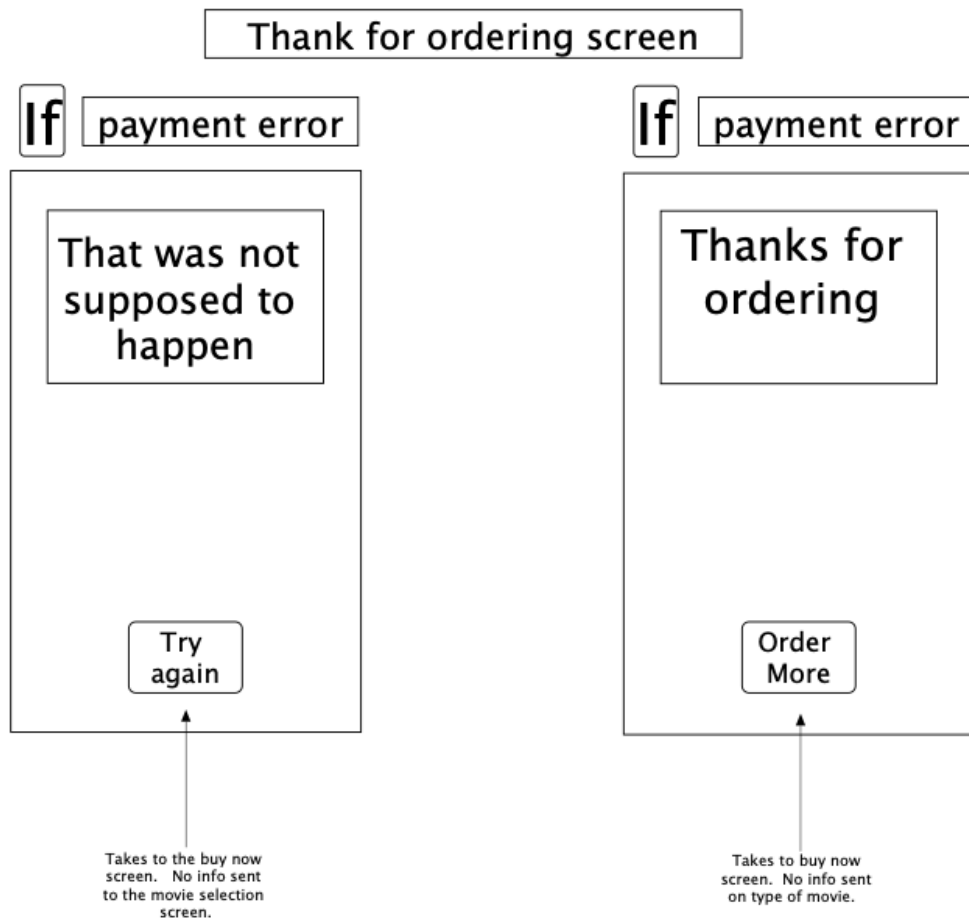 Thank for ordering screen
If payment error
That was not
supposed to
happen
Try
again
Takes to the buy now
screen. No info sent
to the movie selection
screen.
If payment error
Thanks for
ordering
Order
More
Takes to buy now
screen. No info sent
on type of movie.